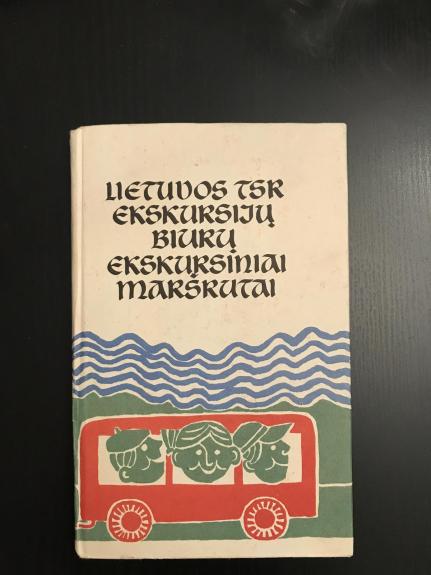 LIETUVOS TSR
EKSKURSIJŲ
BIURŲ
EKSKURSINIAI
MARŠRUTAI